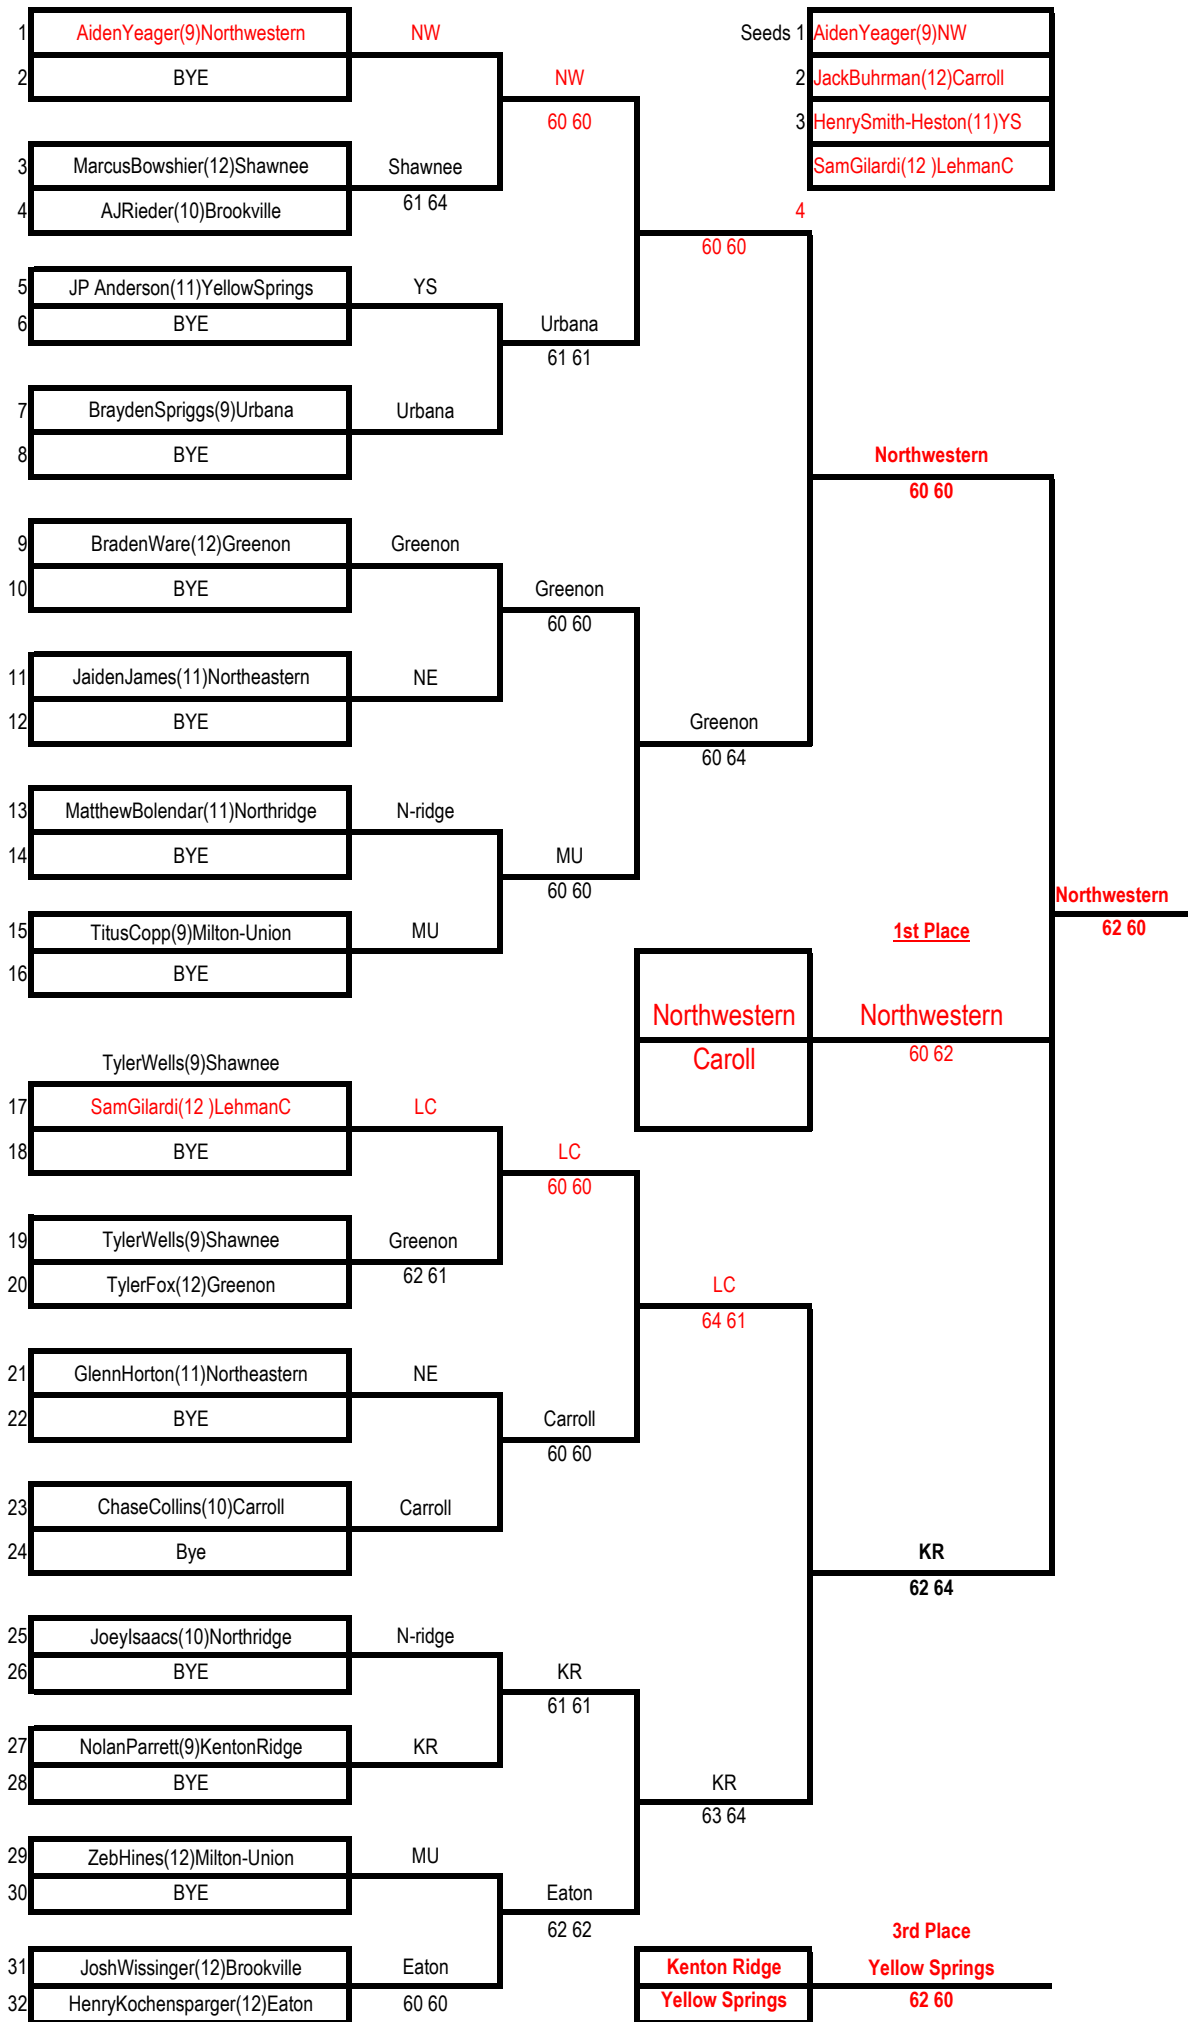 1 AidenYeager(9)Northwestern NW Seeds 1 AidenYeager(9)NW
2 BYE NW 2 JackBuhrman(12)Carroll
60 60 3 HenrySmith-Heston(11)YS
3 MarcusBowshier(12)Shawnee Shawnee SamGilardi(12 )LehmanC
4 AJRieder(10)Brookville 61 64 4
60 60
5 JP Anderson(11)YellowSprings YS
6 BYE Urbana
61 61
7 BraydenSpriggs(9)Urbana Urbana
8 BYE Northwestern
60 60
9 BradenWare(12)Greenon Greenon
10 BYE Greenon
60 60
11 JaidenJames(11)Northeastern NE
12 BYE Greenon
60 64
13 MatthewBolendar(11)Northridge N-ridge
14 BYE MU
60 60 Northwestern
15 TitusCopp(9)Milton-Union MU 1st Place 62 60
16 BYE
Northwestern Northwestern
Caroll 60 62
TylerWells(9)Shawnee
17 SamGilardi(12 )LehmanC LC
18 BYE LC
60 60
19 TylerWells(9)Shawnee Greenon
20 TylerFox(12)Greenon 62 61 LC
64 61
21 GlennHorton(11)Northeastern NE
22 BYE Carroll
60 60
23 ChaseCollins(10)Carroll Carroll
24 Bye KR
62 64
25 JoeyIsaacs(10)Northridge N-ridge
26 BYE KR
61 61
27 NolanParrett(9)KentonRidge KR
28 BYE KR
63 64
29 ZebHines(12)Milton-Union MU
30 BYE Eaton
62 62 3rd Place
31 JoshWissinger(12)Brookville Eaton Kenton Ridge Yellow Springs
32 HenryKochensparger(12)Eaton 60 60 Yellow Springs 62 60